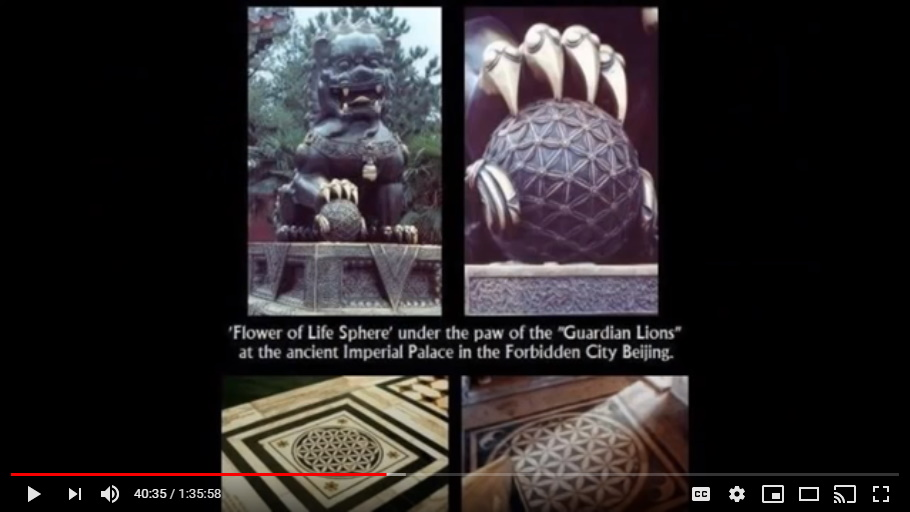 'Flower of Life Sphere' under the paw of the "Guardian Lions"
at the ancient Imperial Palace in the Forbidden City Beijing.
40:35 / 1:35:58
CC